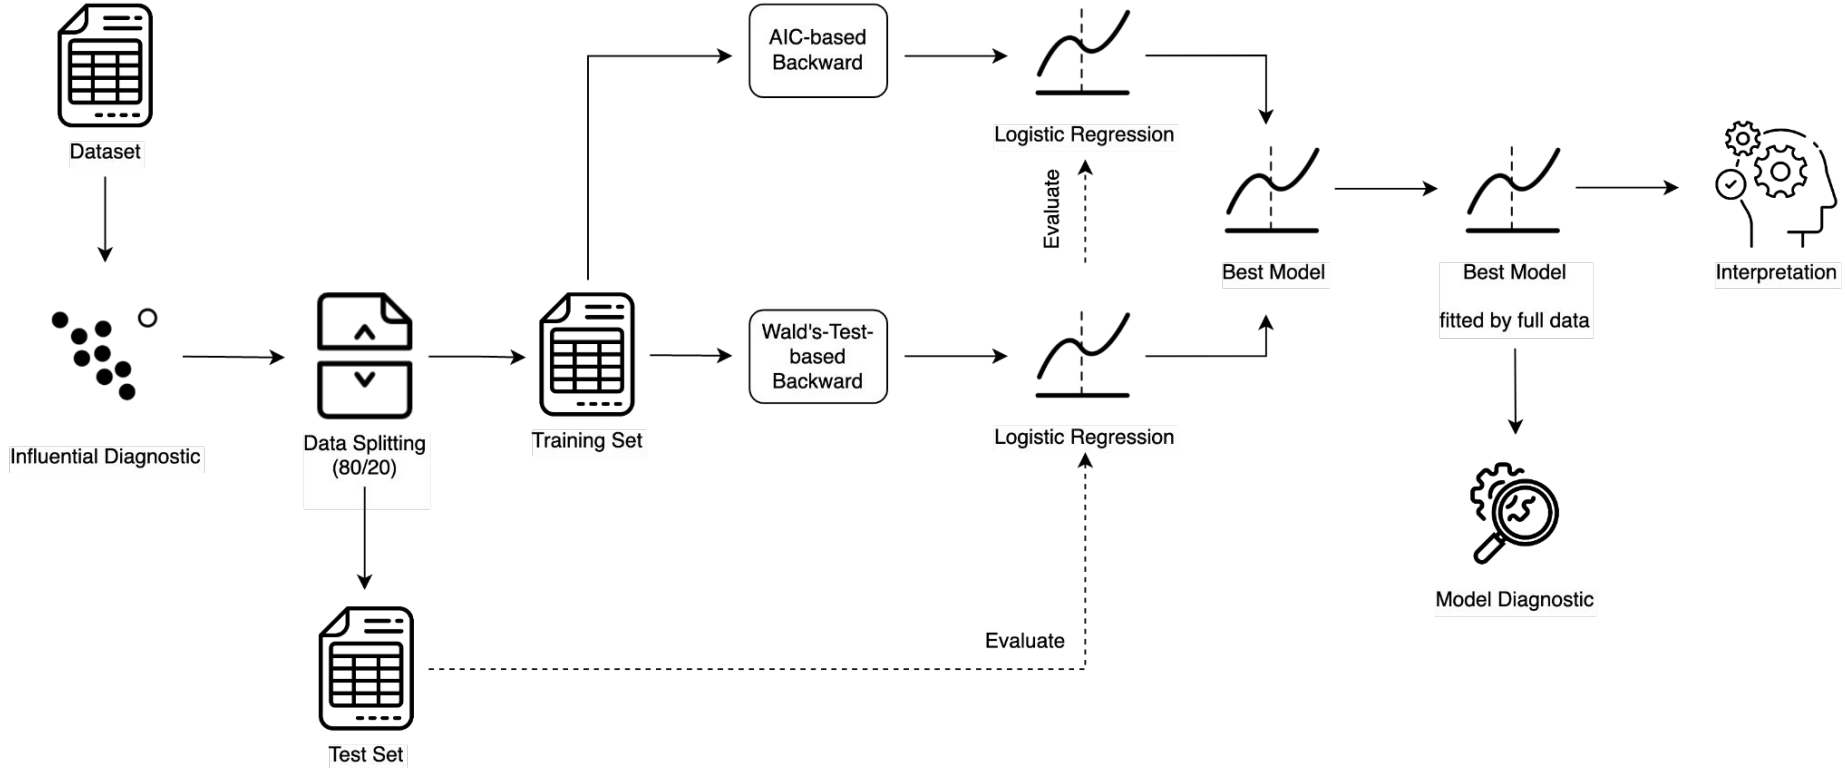 Dataset
Influential Diagnostic
Data Splitting
(80/20)
Test Set
Training Set
AIC-based
Backward
Wald's-Test-
based
Backward
Logistic Regression
Evaluate
Logistic Regression
Evaluate
Best Model
Best Model
fitted by full data
Model Diagnostic
Interpretation